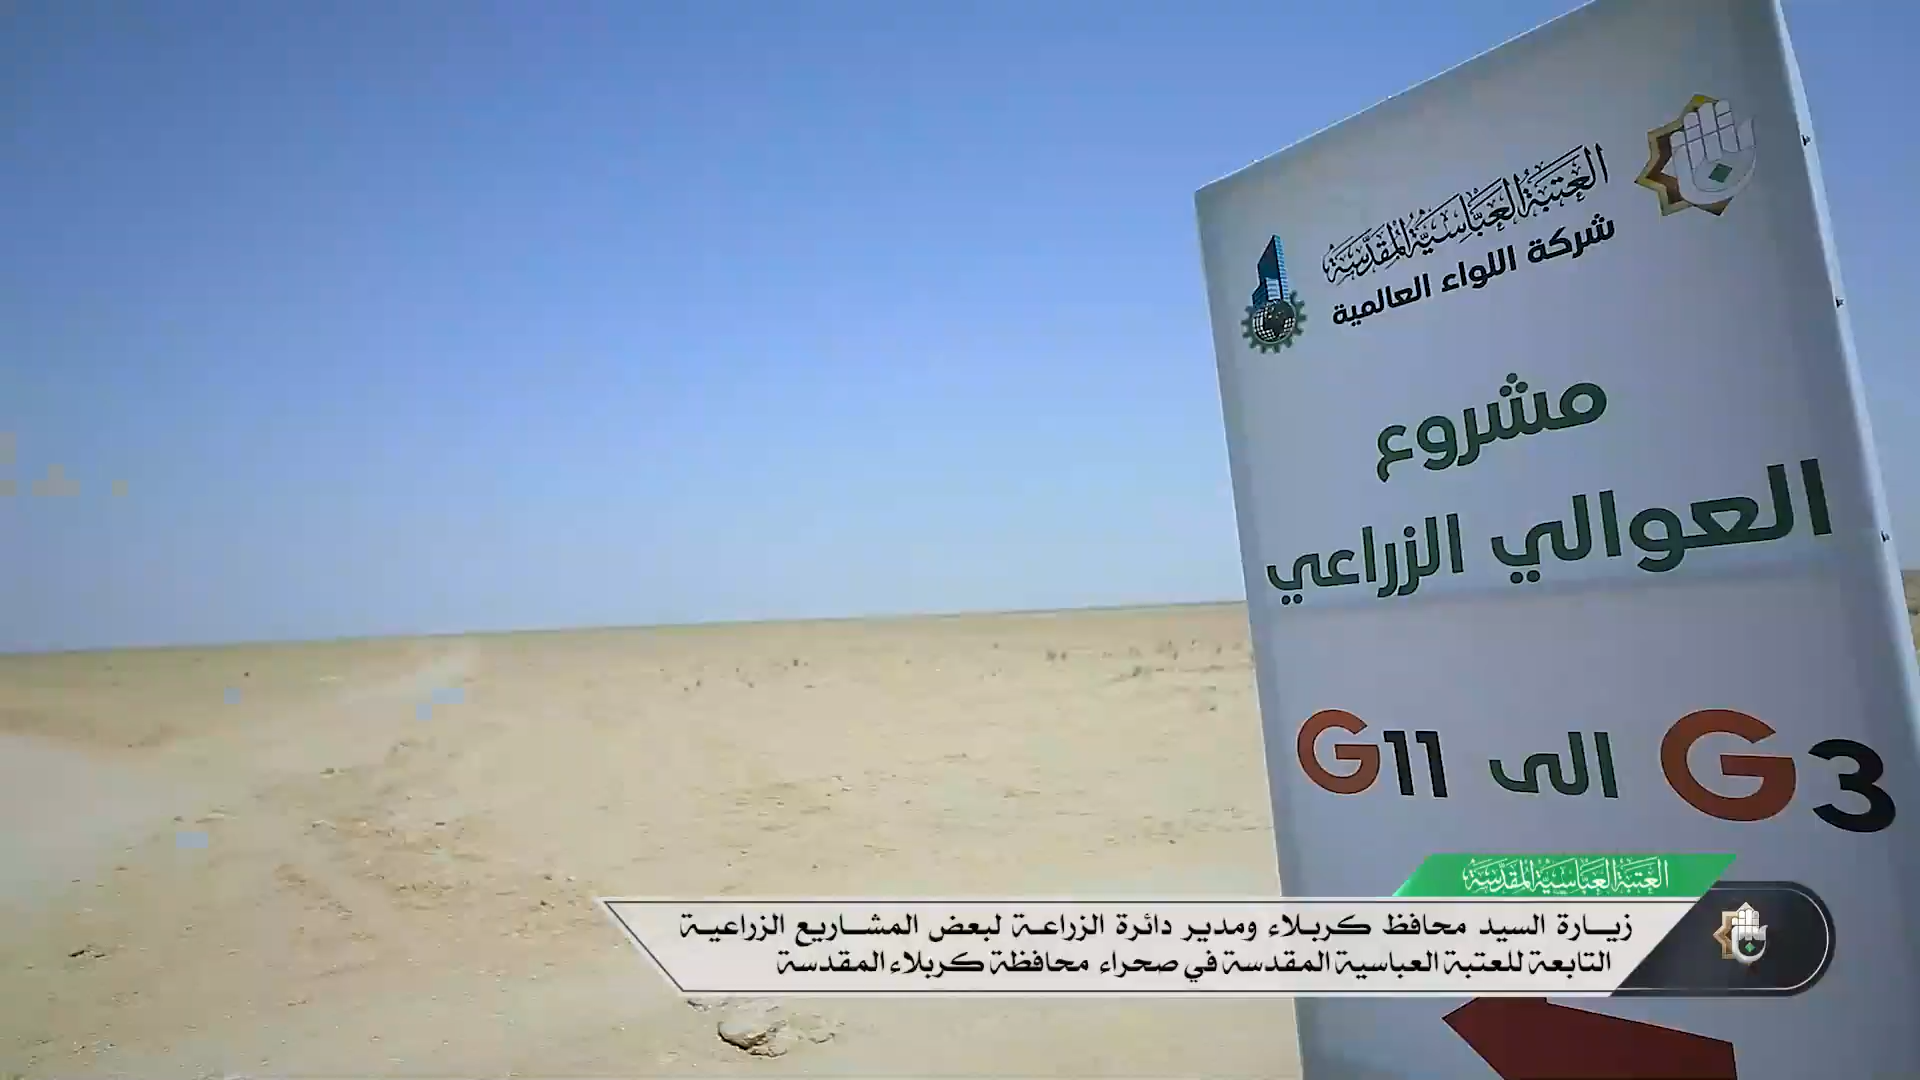 العتبة العباسية المقدسة
شركة اللواء العالمية
مشروع
العوالي الزراعي
G3 الى G11
العتبة العباسية المقدسة
زيارة السيد محافظ كربلاء ومدير دائرة الزراعة لبعض المشاريع الزراعية
التابعة للعتبة العباسية المقدسة في صحراء محافظة كربلاء المقدسة